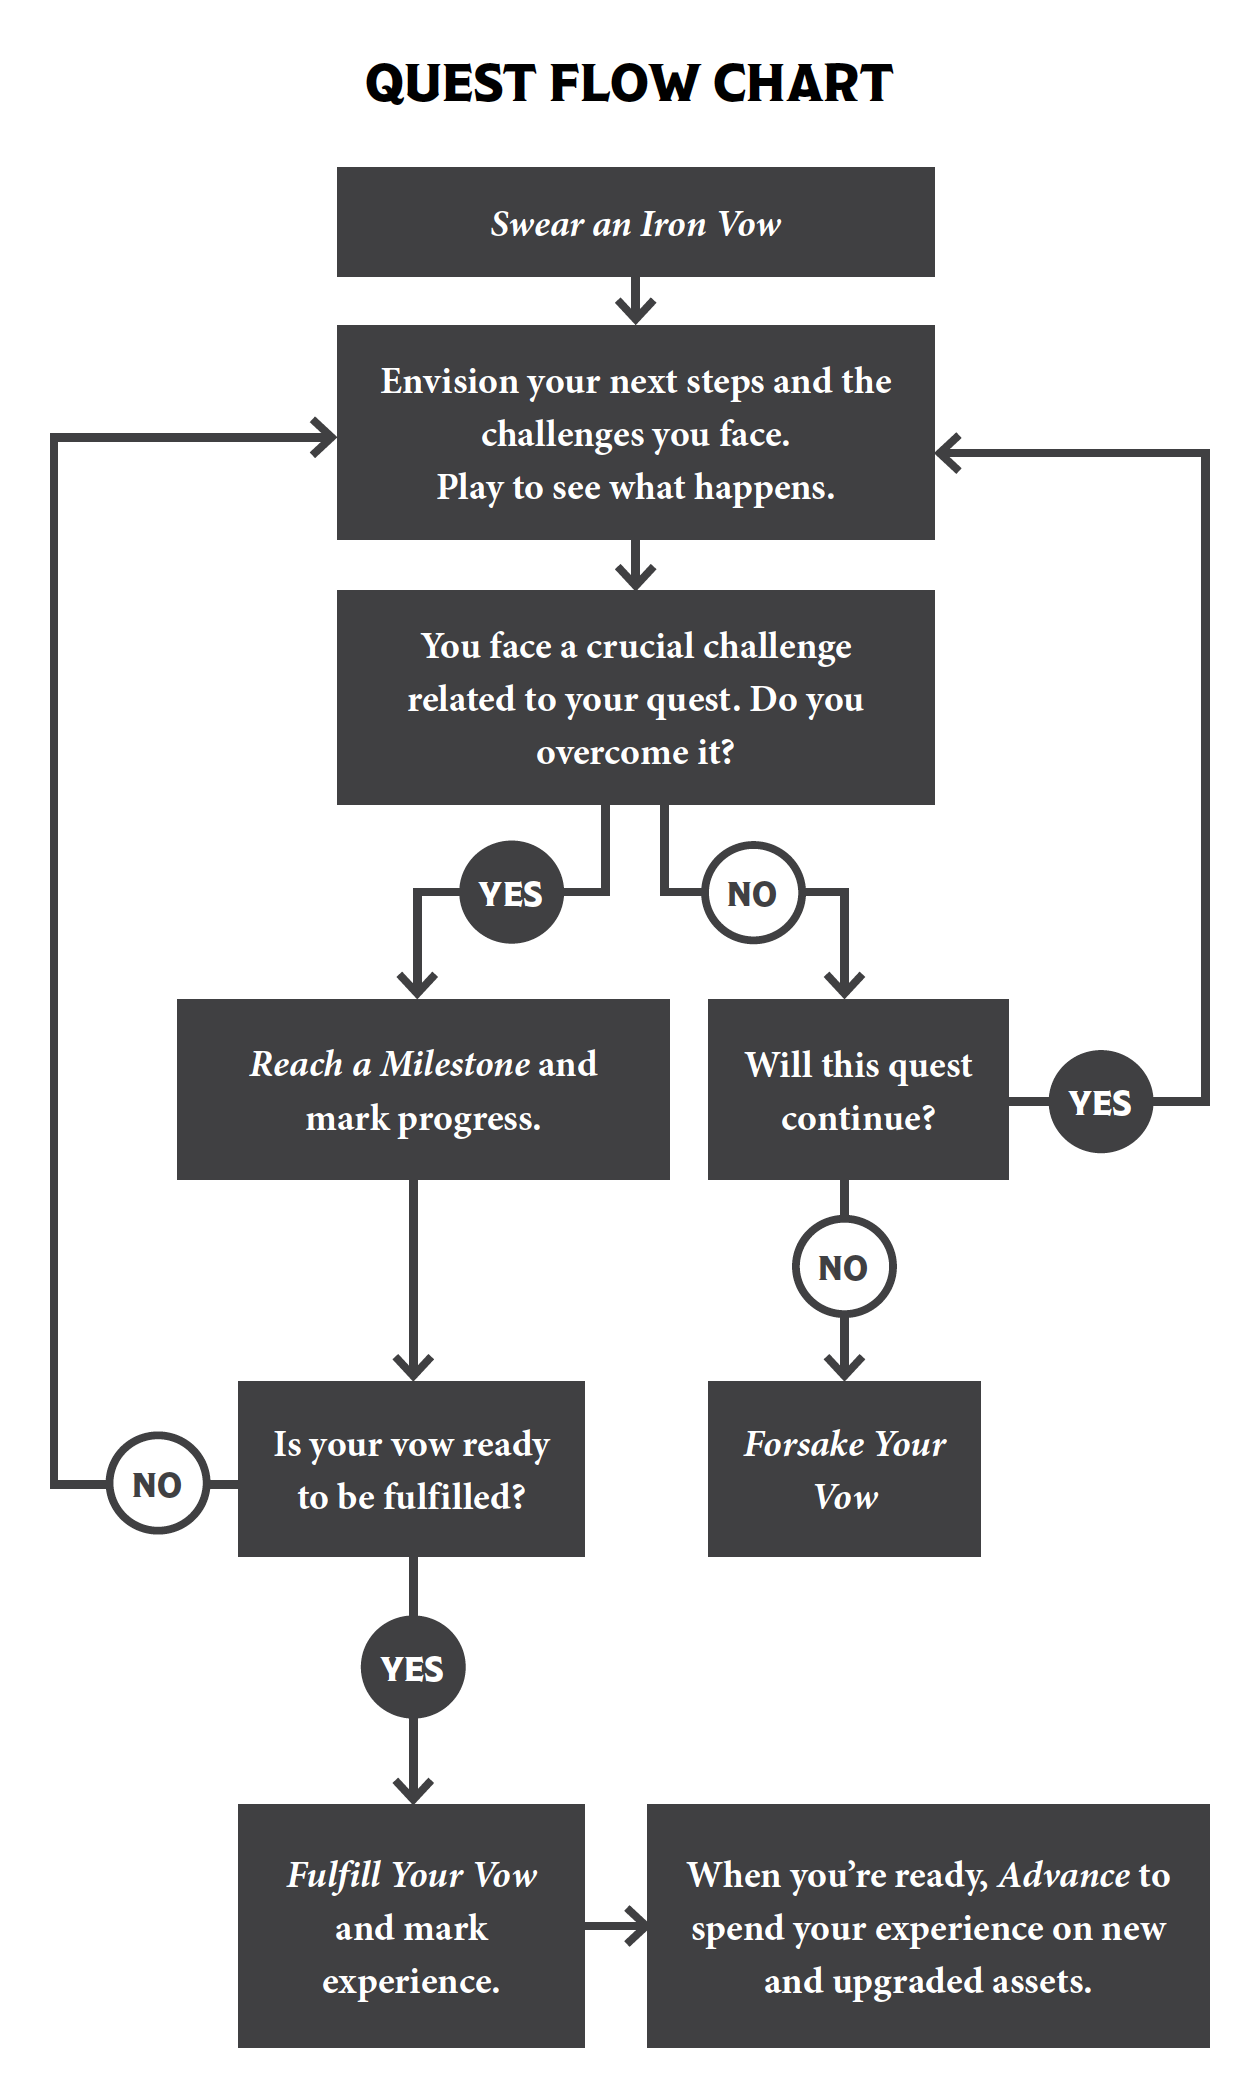 QUEST FLOW CHART
Swear an Iron Vow
Envision your next steps and the
challenges you face.
Play to see what happens.
You face a crucial challenge
related to your quest. Do you
overcome it?
YES
NO
Reach a Milestone and
mark progress.
Will this quest
continue?
YES
NO
Is your vow ready
to be fulfilled?
NO
Forsake Your
Vow
YES
Fulfill Your Vow
and mark
experience.
When you’re ready, Advance to
spend your experience on new
and upgraded assets.